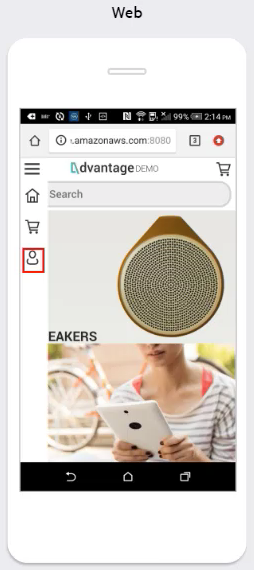 Web
99% 2:14 PM
.amazonaws.com:8080
3
dvantage DEMO
Search
EAKERS